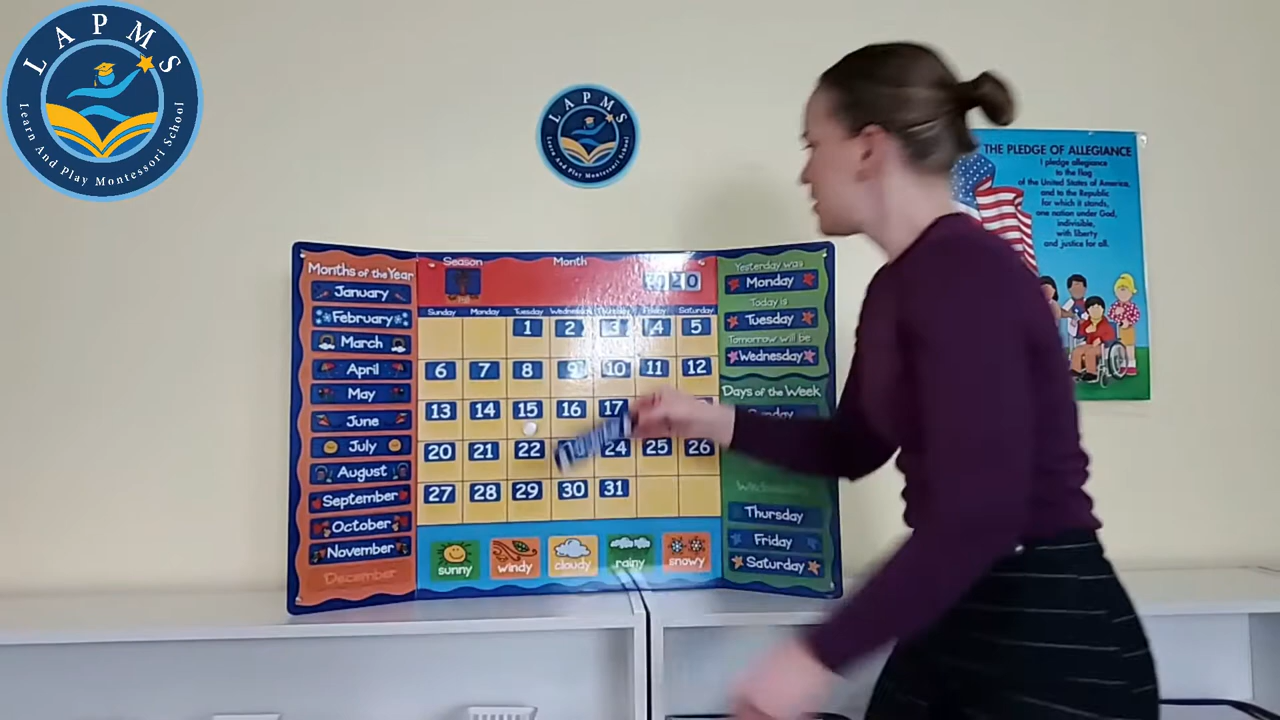 L A P M S
Learn And Play Montessori School
L A P M S
Learn And Play Montessori School
THE PLEDGE OF ALLEGIANCE
I pledge allegiance
to the flag
of the United States of America,
and to the Republic
for which it stands,
one nation under God,
indivisible,
with liberty
and justice for all.
Months of the Year
January
February
March
April
May
June
July
August
September
October
November
December
Season Month
2020
Sunday Monday Tuesday Wednesday Thursday Friday Saturday
1 2 3 4 5
6 7 8 9 10 11 12
13 14 15 16 17
20 21 22 24 25 26
27 28 29 30 31
sunny windy cloudy rainy snowy
Yesterday was
Monday
Today is
Tuesday
Tomorrow will be
Wednesday
Days of the Week
Sunday
Wednesday
Thursday
Friday
Saturday